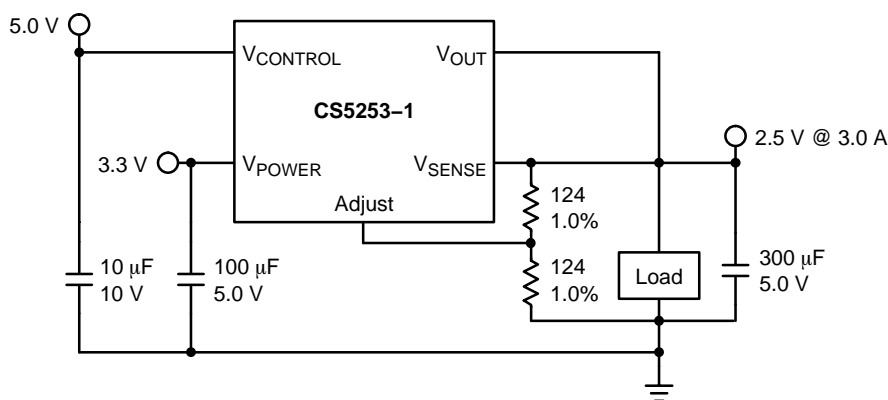 5.0 V
VCONTROL
VOUT
CS5253–1
2.5 V @ 3.0 A
3.3 V
VPOWER
VSENSE
Adjust
124
1.0%
10 μF
10 V
100 μF
5.0 V
124
1.0%
Load
300 μF
5.0 V